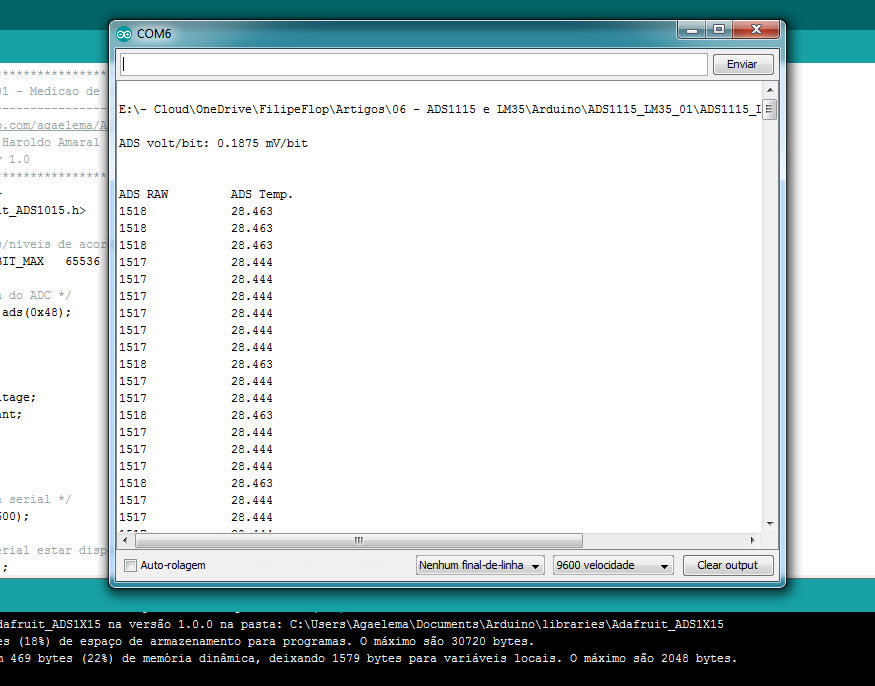 COM6
Enviar
E:\- Cloud\OneDrive\FilipeFlop\Artigos\06 - ADS1115 e LM35\Arduino\ADS1115_LM35_01\ADS1115_
ADS volt/bit: 0.1875 mV/bit
ADS RAW ADS Temp.
1518 28.463
1518 28.463
1518 28.463
1517 28.444
1517 28.444
1517 28.444
1517 28.444
1517 28.444
1517 28.444
1518 28.463
1517 28.444
1517 28.444
1518 28.463
1517 28.444
1517 28.444
1517 28.444
1518 28.463
1517 28.444
1517 28.444
Auto-rolagem
Nenhum final-de-linha
9600 velocidade
Clear output
****************
01 - Medicao de
----------------
.com/agaelema/A
Haroldo Amaral
1.0
****************
it_ADS1015.h>
s/niveis de acor
BIT_MAX 65536
do ADC */
ads(0x48);
tage;
nt;
serial */
600);
erial estar disp
;
dafruit_ADS1X15 na versão 1.0.0 na pasta: C:\Users\Agaelema\Documents\Arduino\libraries\Adafruit_ADS1X15
es (18%) de espaço de armazenamento para programas. O máximo são 30720 bytes.
m 469 bytes (22%) de memória dinâmica, deixando 1579 bytes para variáveis locais. O máximo são 2048 bytes.